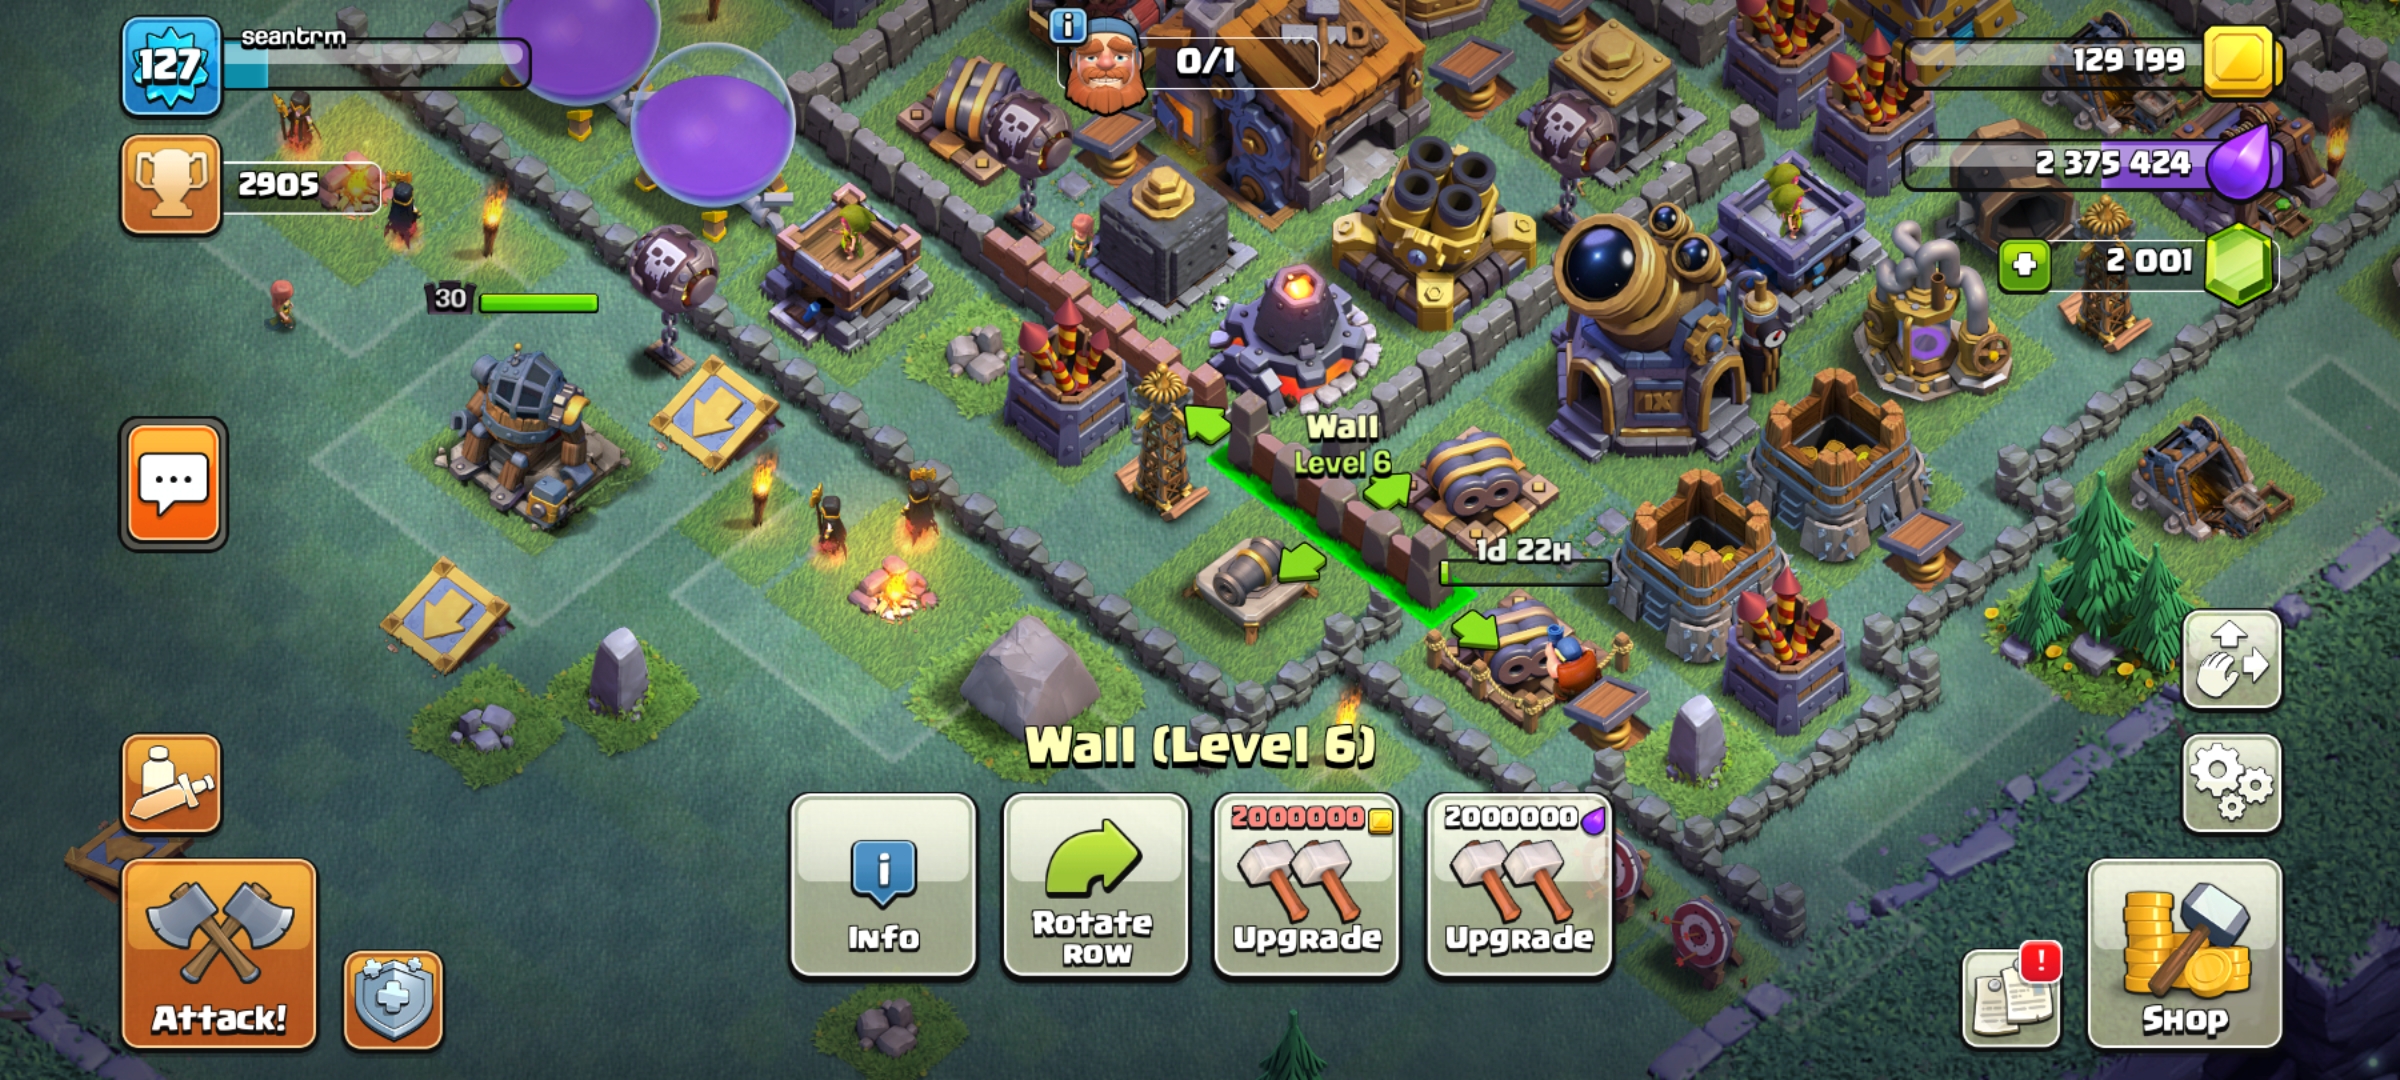 127
seantrm
0/1
129 199
2905
2 375 424
2 001
30
Wall
Level 6
IX
1d 22H
Wall (Level 6)
Info
Rotate
Row
2000000
Upgrade
2000000
Upgrade
Attack!
!
Shop